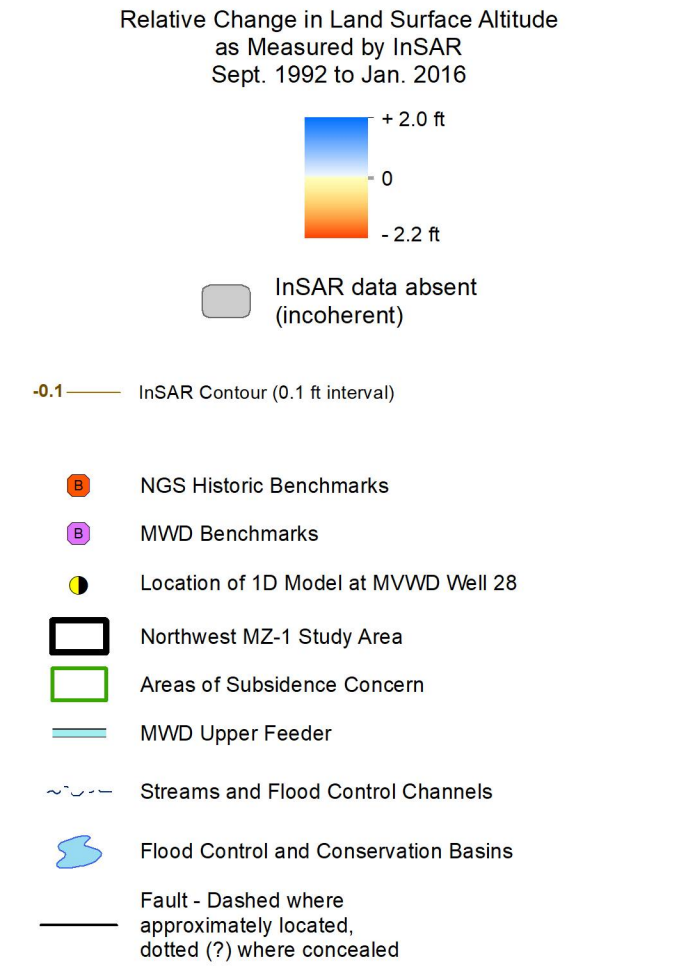 Relative Change in Land Surface Altitude
as Measured by InSAR
Sept. 1992 to Jan. 2016
+ 2.0 ft
0
- 2.2 ft
InSAR data absent
(incoherent)
-0.1 InSAR Contour (0.1 ft interval)
B NGS Historic Benchmarks
B MWD Benchmarks
Location of 1D Model at MVWD Well 28
Northwest MZ-1 Study Area
Areas of Subsidence Concern
MWD Upper Feeder
Streams and Flood Control Channels
Flood Control and Conservation Basins
Fault - Dashed where
approximately located,
dotted (?) where concealed